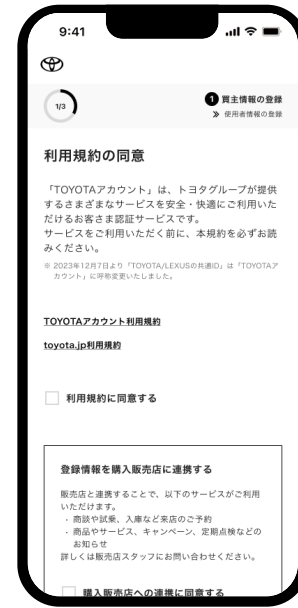 9:41
1/3
1 買主情報の登録
≫ 使用者情報の登録
利用規約の同意
「TOYOTAアカウント」は、トヨタグループが提供
するさまざまなサービスを安全・快適にご利用いた
だけるお客さま認証サービスです。
サービスをご利用いただく前に、本規約を必ずお読
みください。
※ 2023年12月7日より「TOYOTA/LEXUSの共通ID」は「TOYOTAア
カウント」に呼称変更いたしました。
TOYOTAアカウント利用規約
toyota.jp利用規約
利用規約に同意する
登録情報を購入販売店に連携する
販売店と連携することで、以下のサービスがご利用
いただけます。
・商談や試乗、入庫など来店のご予約
・商品やサービス、キャンペーン、定期点検などの
お知らせ
詳しくは販売店スタッフにお問い合わせください。
購入販売店への連携に同意する